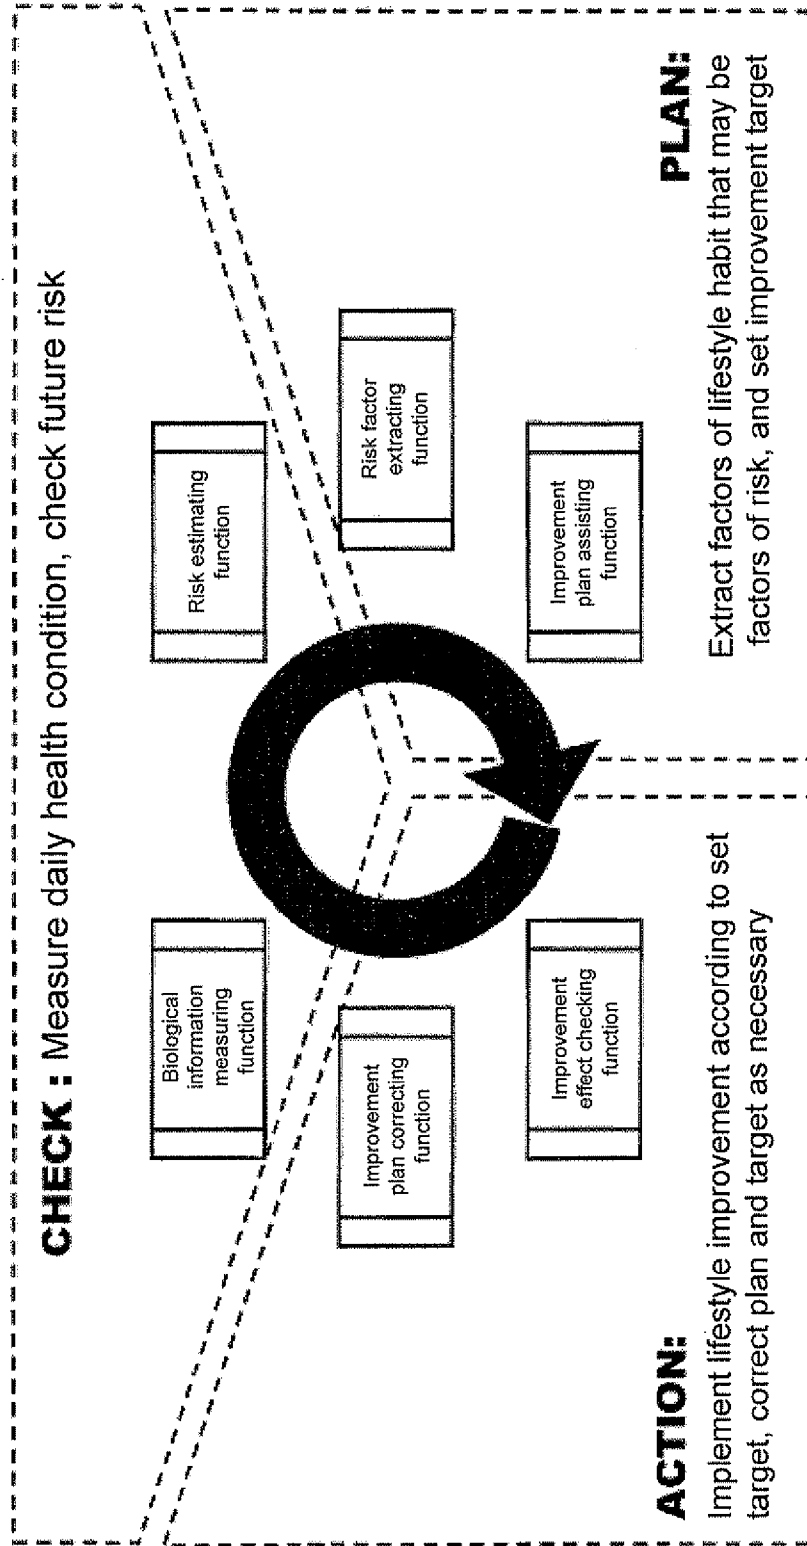 CHECK : Measure daily health condition, check future risk
Biological
information
measuring
function
Risk estimating
function
Improvement
plan correcting
function
Risk factor
extracting
function
Improvement
effect checking
function
Improvement
plan assisting
function
ACTION:
Implement lifestyle improvement according to set
target, correct plan and target as necessary
PLAN:
Extract factors of lifestyle habit that may be
factors of risk, and set improvement target